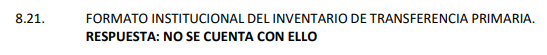 8.21. FORMATO INSTITUCIONAL DEL INVENTARIO DE TRANSFERENCIA PRIMARIA.
RESPUESTA: NO SE CUENTA CON ELLO